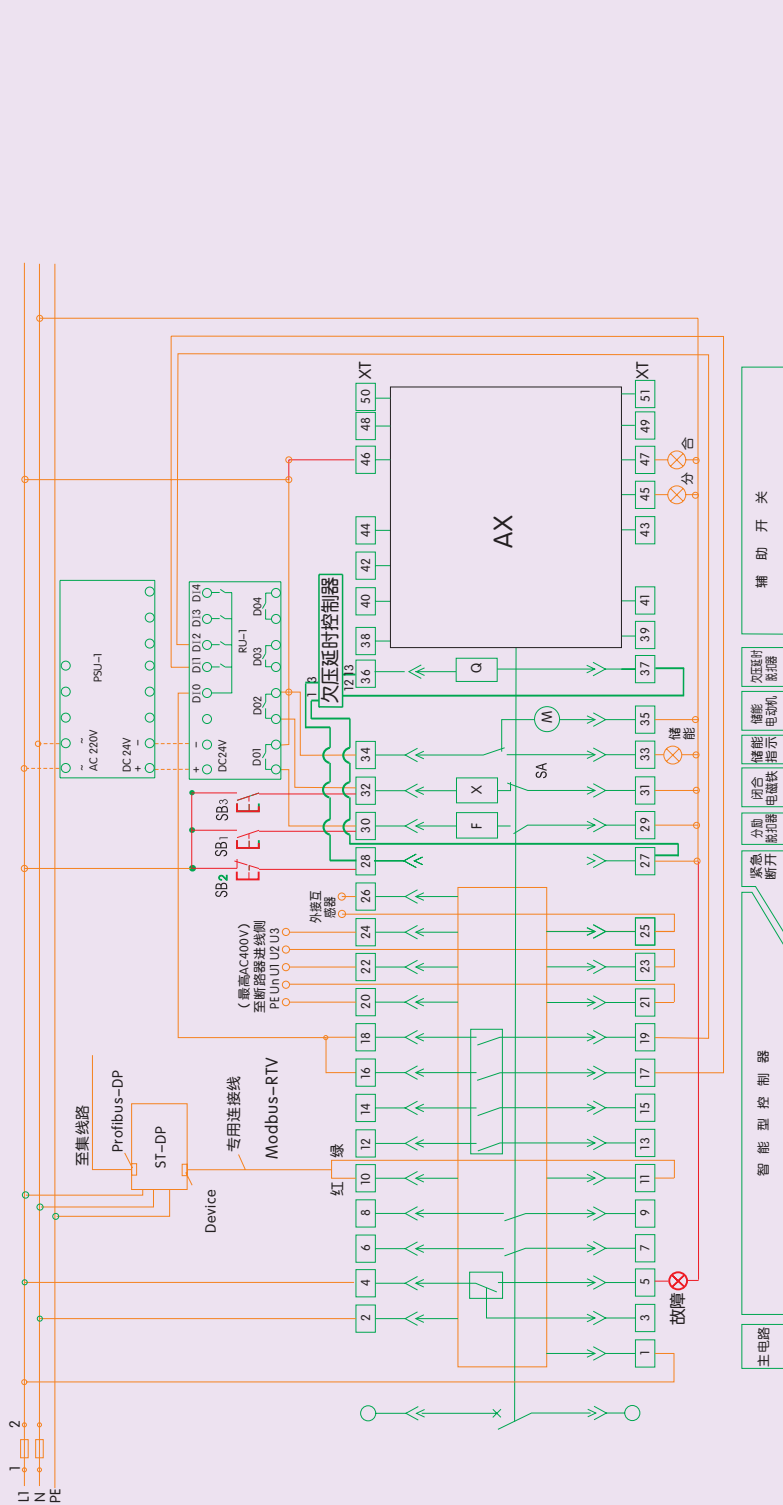 L1
N
PE
1 2
至集线路
Profibus-DP
ST-DP
Device
专用连接线
Modbus-RTV
红 绿
(最高AC400V)
至断路器进线侧
PE Un U1 U2 U3
外接互
感器
SB2 SB1 SB3
PSU-1
~ ~
AC 220V
DC 24V
+ −
RU-1
DI0 DI1 DI2 DI3 DI4
+ −
DC24V
D01 D02 D03 D04
欠压延时控制器
1 3
12 13
2 4 6 8 10 12 14 16 18 20 22 24 26 28 30 32 34 36 38 40 42 44 46 48 50 XT
F X M Q
SA
AX
1 3 5 7 9 11 13 15 17 19 21 23 25 27 29 31 33 35 37 39 41 43 45 47 49 51 XT
故障
储能
分 合
主电路
智能型控制器
紧急
断开
分励
脱扣器
闭合
电磁铁
储能
指示
储能
电动机
欠压延时
脱扣器
辅助开关